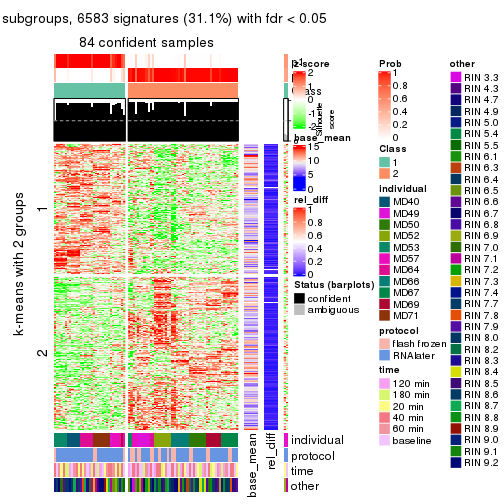 subgroups, 6583 signatures (31.1%) with fdr < 0.05
84 confident samples
k-means with 2 groups
1
2
z-score
2
1
0
-1
-2
Silhouette
score
base_mean
15
10
5
0
rel_diff
1
0.8
0.6
0.4
0.2
0
Status (barplots)
confident
ambiguous
Prob
1
0.8
0.6
0.4
0.2
0
Class
1
2
individual
MD40
MD49
MD50
MD52
MD53
MD57
MD64
MD66
MD67
MD69
MD71
protocol
flash frozen
RNAlater
time
120 min
180 min
20 min
40 min
60 min
baseline
other
RIN 3.3
RIN 4.3
RIN 4.7
RIN 4.9
RIN 5.0
RIN 5.4
RIN 5.5
RIN 6.1
RIN 6.3
RIN 6.4
RIN 6.5
RIN 6.6
RIN 6.7
RIN 6.8
RIN 6.9
RIN 7.0
RIN 7.1
RIN 7.2
RIN 7.3
RIN 7.4
RIN 7.7
RIN 7.8
RIN 7.9
RIN 8.0
RIN 8.2
RIN 8.3
RIN 8.4
RIN 8.5
RIN 8.6
RIN 8.7
RIN 8.8
RIN 8.9
RIN 9.0
RIN 9.1
RIN 9.2
individual
protocol
time
other
base_mean
rel_diff